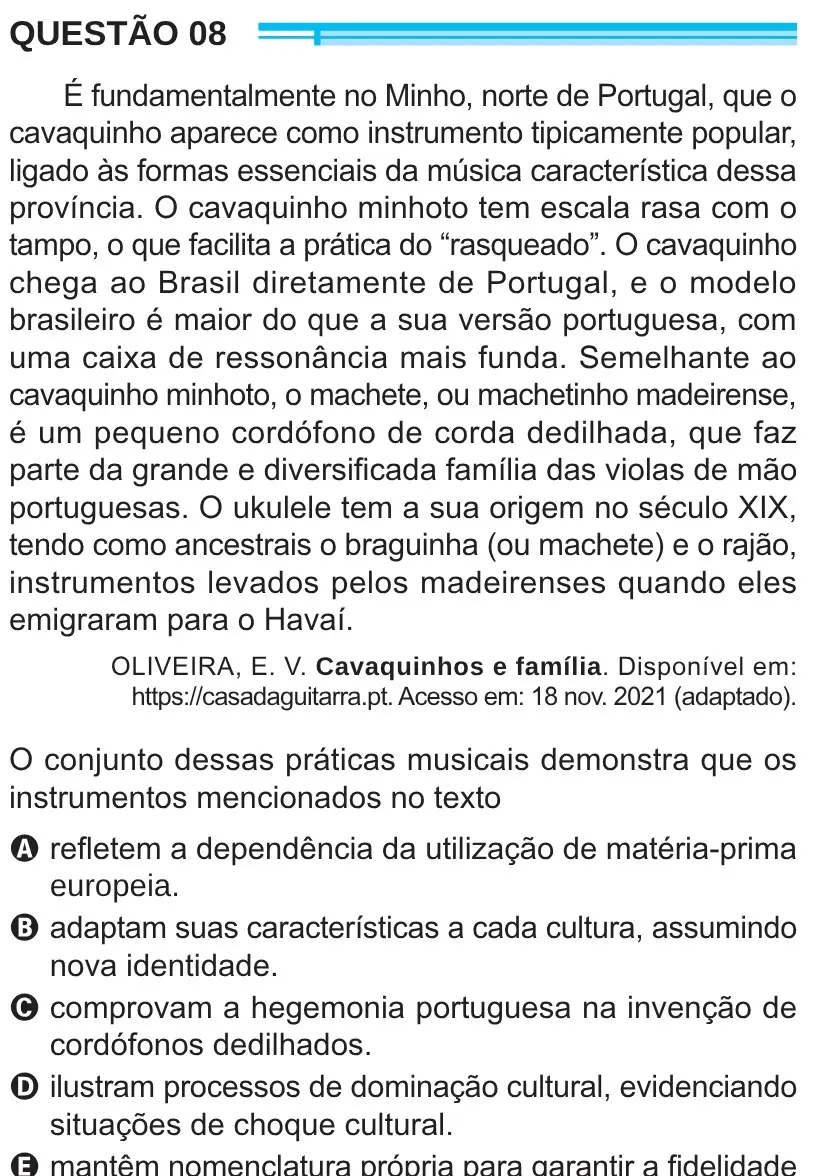 QUESTÃO 08
É fundamentalmente no Minho, norte de Portugal, que o
cavaquinho aparece como instrumento tipicamente popular,
ligado às formas essenciais da música característica dessa
província. O cavaquinho minhoto tem escala rasa com o
tampo, o que facilita a prática do “rasqueado”. O cavaquinho
chega ao Brasil diretamente de Portugal, e o modelo
brasileiro é maior do que a sua versão portuguesa, com
uma caixa de ressonância mais funda. Semelhante ao
cavaquinho minhoto, o machete, ou machetinho madeirense,
é um pequeno cordófono de corda dedilhada, que faz
parte da grande e diversificada família das violas de mão
portuguesas. O ukulele tem a sua origem no século XIX,
tendo como ancestrais o braguinha (ou machete) e o rajão,
instrumentos levados pelos madeirenses quando eles
emigraram para o Havaí.
OLIVEIRA, E. V. Cavaquinhos e família. Disponível em:
https://casadaguitarra.pt. Acesso em: 18 nov. 2021 (adaptado).
O conjunto dessas práticas musicais demonstra que os
instrumentos mencionados no texto
A refletem a dependência da utilização de matéria-prima
europeia.
B adaptam suas características a cada cultura, assumindo
nova identidade.
C comprovam a hegemonia portuguesa na invenção de
cordófonos dedilhados.
D ilustram processos de dominação cultural, evidenciando
situações de choque cultural.
E mantêm nomenclatura própria para garantir a fidelidade